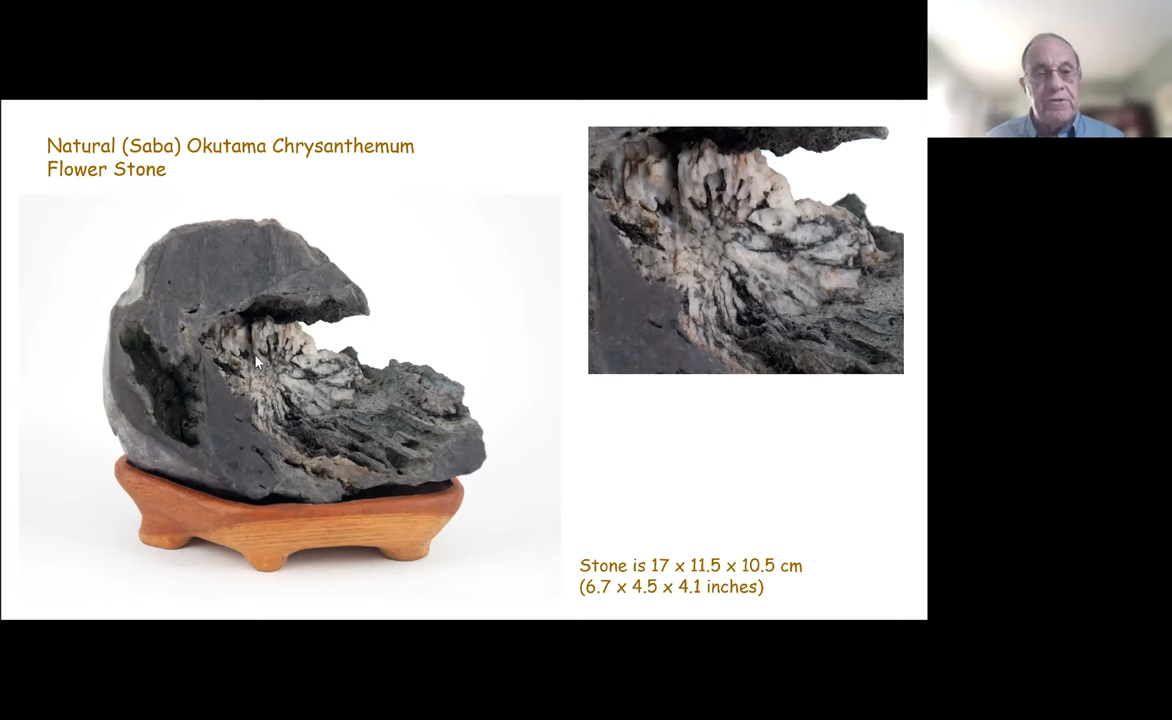 Natural (Saba) Okutama Chrysanthemum
Flower Stone
Stone is 17 x 11.5 x 10.5 cm
(6.7 x 4.5 x 4.1 inches)